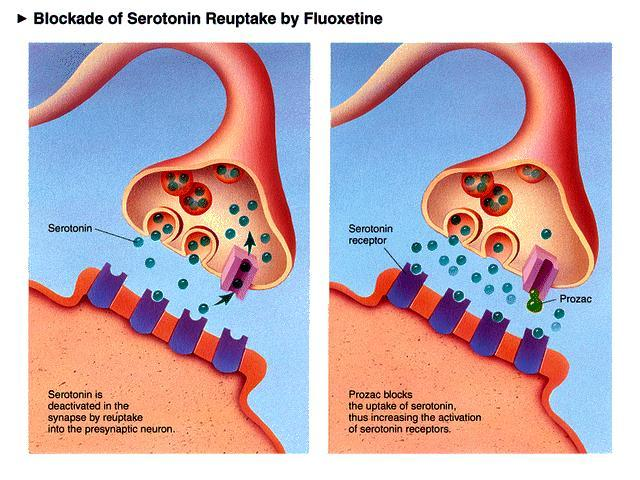 ► Blockade of Serotonin Reuptake by Fluoxetine
Serotonin
Serotonin is
deactivated in the
synapse by reuptake
into the presynaptic neuron.
Serotonin
receptor
Prozac
Prozac blocks
the uptake of serotonin,
thus increasing the activation
of serotonin receptors.